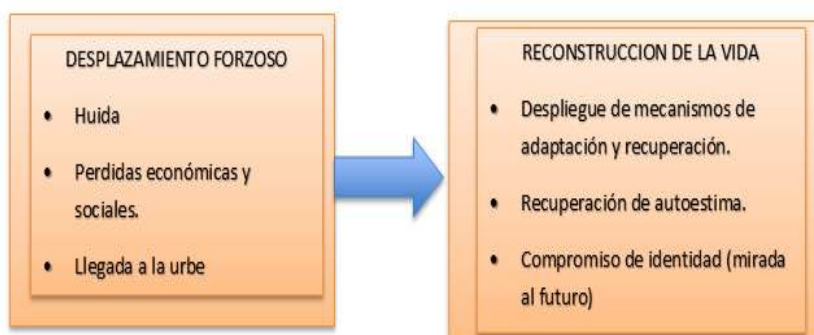 DESPLAZAMIENTO FORZOSO
• Huida
• Perdidas económicas y
sociales.
• Llegada a la urbe
RECONSTRUCCION DE LA VIDA
• Despliegue de mecanismos de
adaptación y recuperación.
• Recuperación de autoestima.
• Compromiso de identidad (mirada
al futuro)